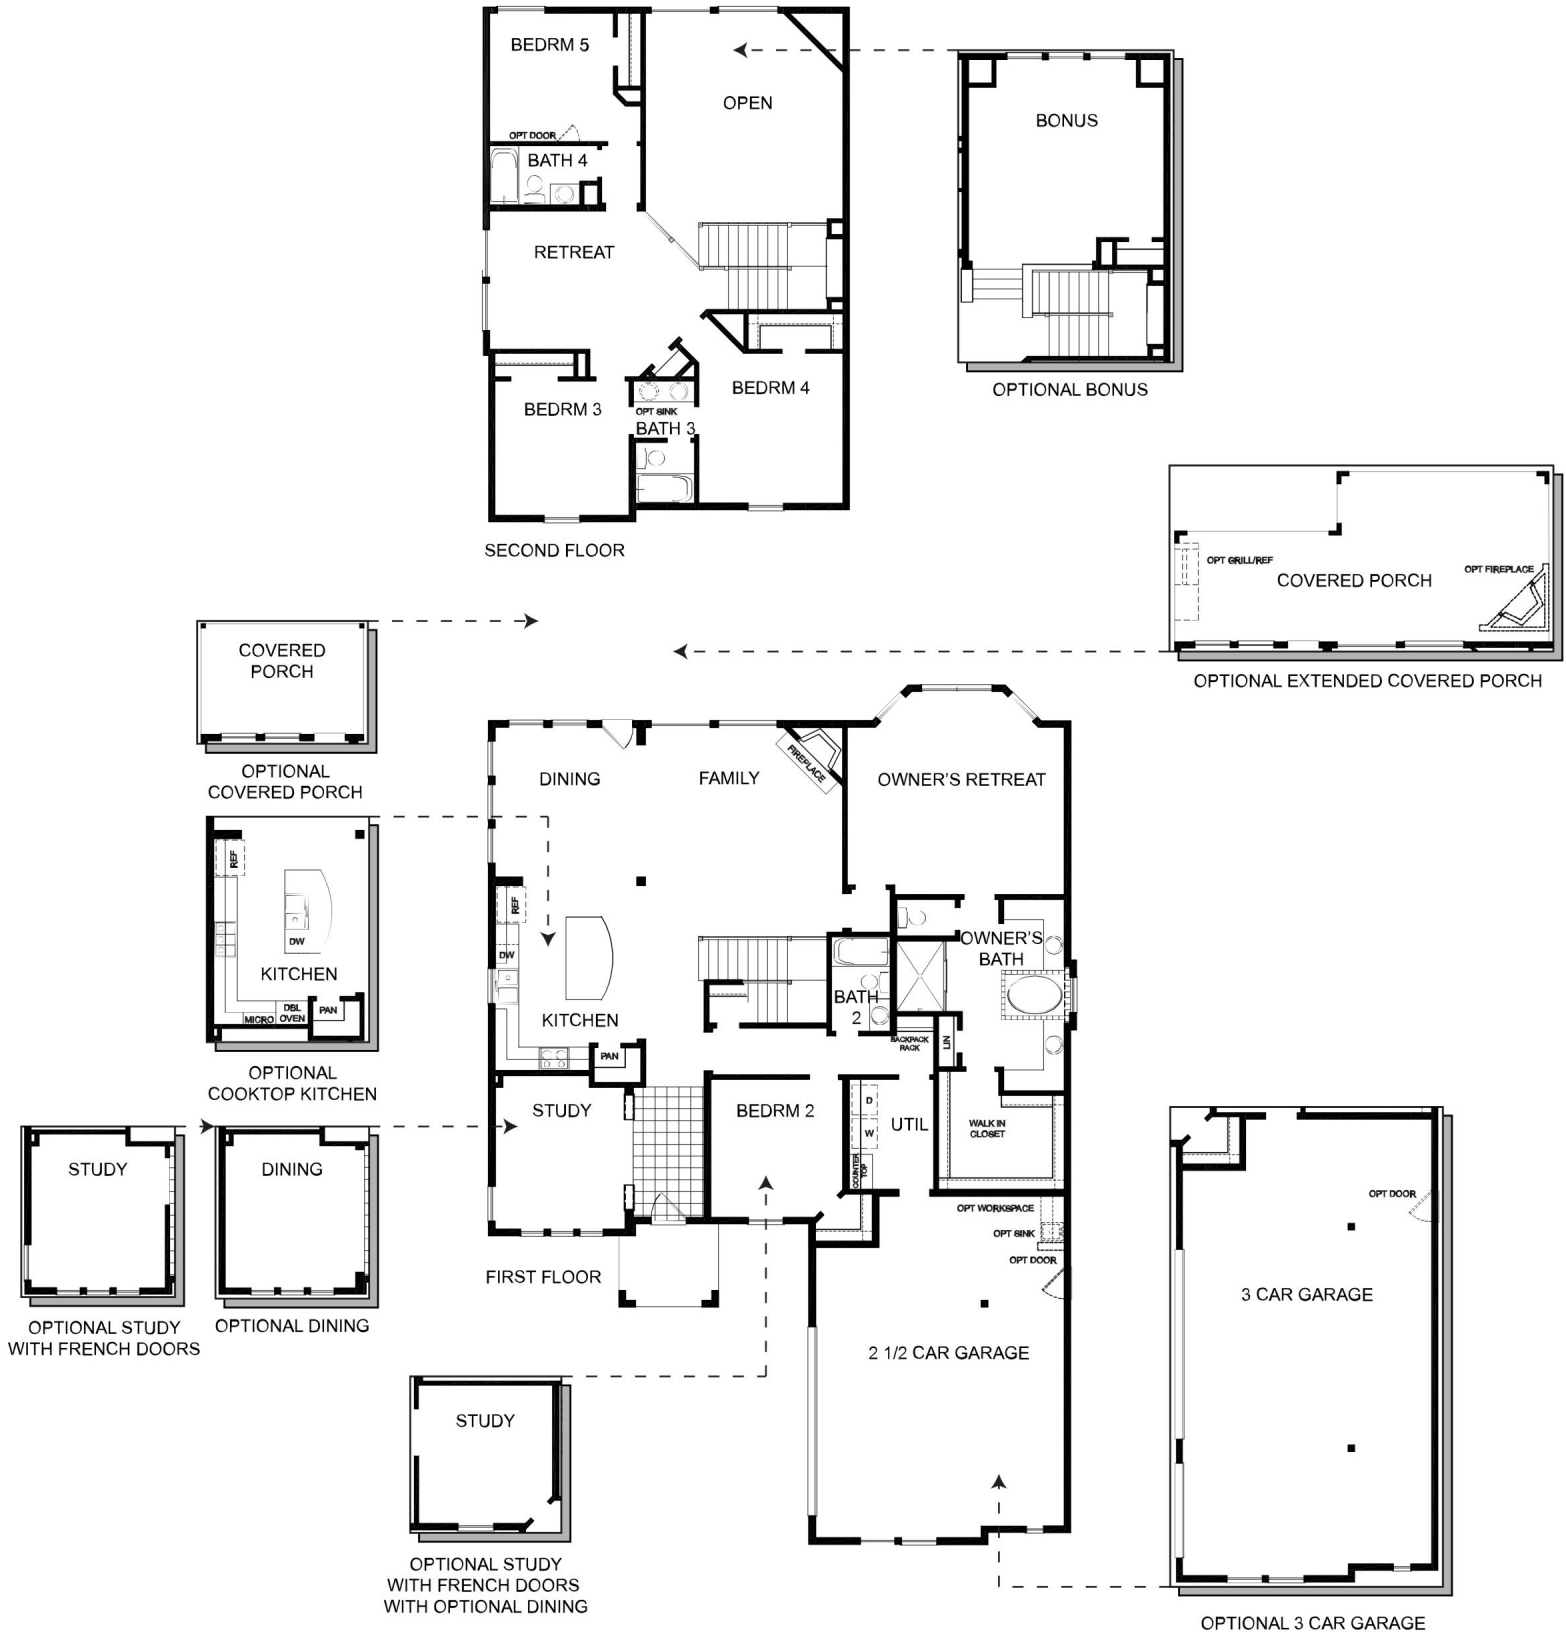 BEDRM 5
OPEN
OPT DOOR
BATH 4
RETREAT
BEDRM 3
OPT SINK
BATH 3
BEDRM 4
SECOND FLOOR
BONUS
OPTIONAL BONUS
OPT GRILL/REF
COVERED PORCH
OPT FIREPLACE
OPTIONAL EXTENDED COVERED PORCH
COVERED
PORCH
OPTIONAL
COVERED PORCH
REF
DW
KITCHEN
MICRO
DBL
OVEN
PAN
OPTIONAL
COOKTOP KITCHEN
STUDY
OPTIONAL STUDY
WITH FRENCH DOORS
DINING
OPTIONAL DINING
DINING
FAMILY
FIREPLACE
OWNER'S RETREAT
REF
DW
KITCHEN
PAN
BATH
2
OWNER'S
BATH
BACKPACK
RACK
LIN
STUDY
BEDRM 2
D
W
COUNTER
TOP
UTIL
WALK IN
CLOSET
OPT WORKSPACE
OPT SINK
OPT DOOR
2 1/2 CAR GARAGE
FIRST FLOOR
STUDY
OPTIONAL STUDY
WITH FRENCH DOORS
WITH OPTIONAL DINING
OPT DOOR
3 CAR GARAGE
OPTIONAL 3 CAR GARAGE